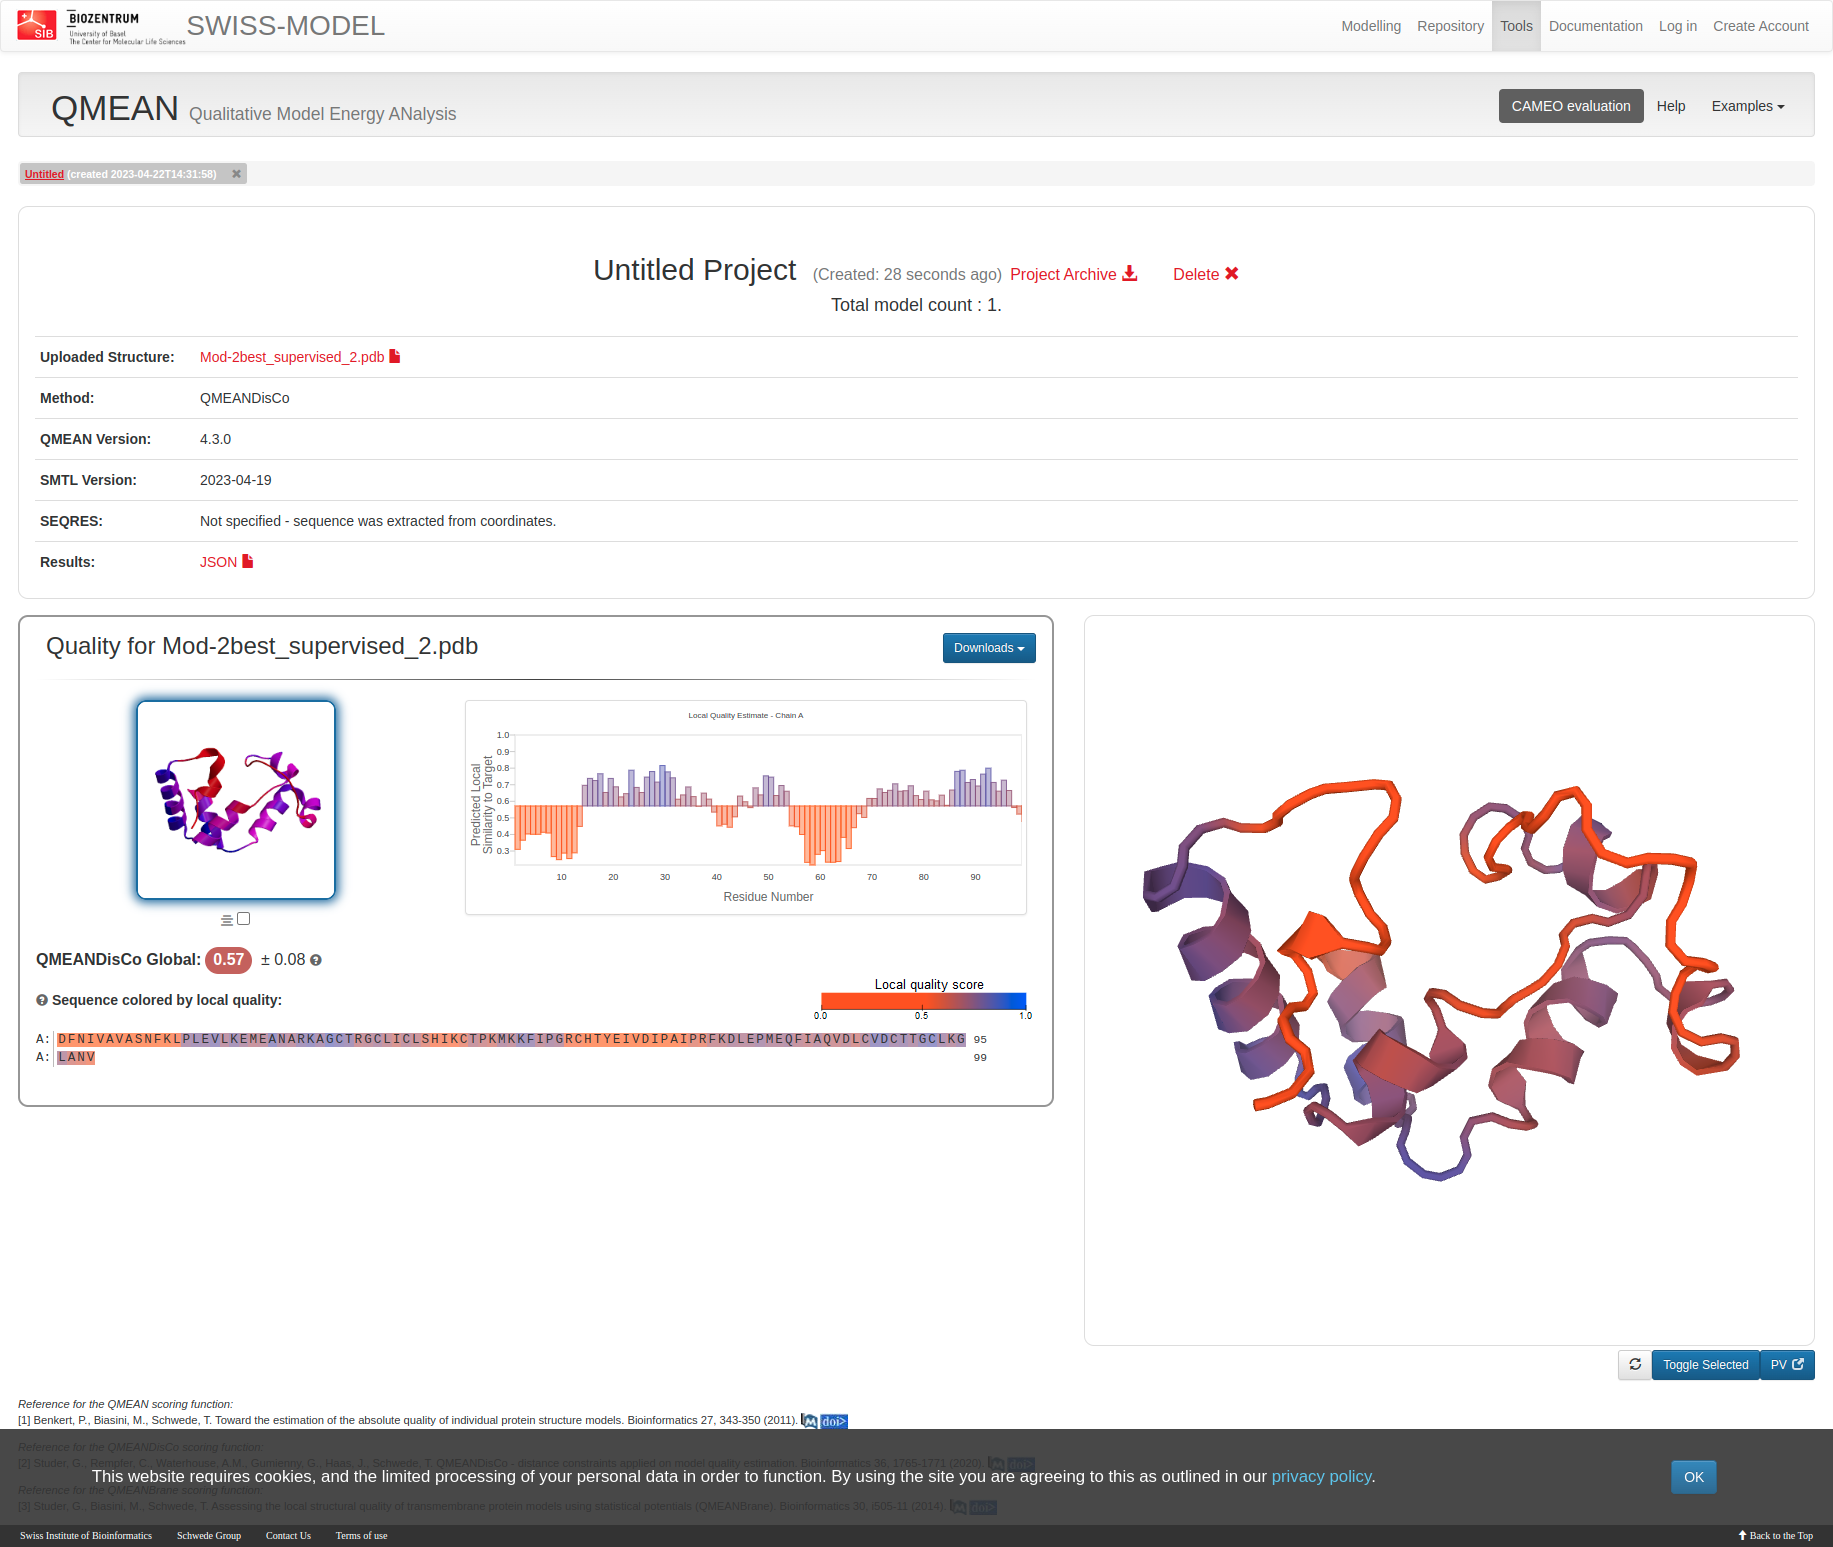 SIB
BIOZENTRUM
University of Basel
The Center for Molecular Life Sciences
SWISS-MODEL
Modelling Repository Tools Documentation Log in Create Account
QMEAN Qualitative Model Energy ANalysis
CAMEO evaluation Help Examples
Untitled (created 2023-04-22T14:31:58)
Untitled Project (Created: 28 seconds ago) Project Archive Delete
Total model count : 1.
Uploaded Structure: Mod-2best_supervised_2.pdb
Method: QMEANDisCo
QMEAN Version: 4.3.0
SMTL Version: 2023-04-19
SEQRES: Not specified - sequence was extracted from coordinates.
Results: JSON
Quality for Mod-2best_supervised_2.pdb
Downloads
Local Quality Estimate - Chain A
Predicted Local
Similarity to Target
1.0
0.9
0.8
0.7
0.6
0.5
0.4
0.3
10 20 30 40 50 60 70 80 90
Residue Number
QMEANDisCo Global: 0.57 ± 0.08
Sequence colored by local quality:
Local quality score
0.0 0.5 1.0
A: DFNIVAVASNFKLPLEVLKEMEANARKAGCTRGCLICLSHIKCTPKMKKFIPGRCHTYEIVDIPAIPRFKDLEPMEQFIAQVDLCVDCTTGCLKG 95
A: LANV 99
Toggle Selected PV
Reference for the QMEAN scoring function:
[1] Benkert, P., Biasini, M., Schwede, T. Toward the estimation of the absolute quality of individual protein structure models. Bioinformatics 27, 343-350 (2011). M doi>
Reference for the QMEANDisCo scoring function:
[2] Studer, G., Rempfer, C., Waterhouse, A.M., Gumienny, G., Haas, J., Schwede, T. QMEANDisCo - distance constraints applied on model quality estimation. Bioinformatics 36, 1765-1771 (2020). M doi>
This website requires cookies, and the limited processing of your personal data in order to function. By using the site you are agreeing to this as outlined in our privacy policy.
OK
Reference for the QMEANBrane scoring function:
[3] Studer, G., Biasini, M., Schwede, T. Assessing the local structural quality of transmembrane protein models using statistical potentials (QMEANBrane). Bioinformatics 30, i505-11 (2014). M doi>
Swiss Institute of Bioinformatics Schwede Group Contact Us Terms of use Back to the Top